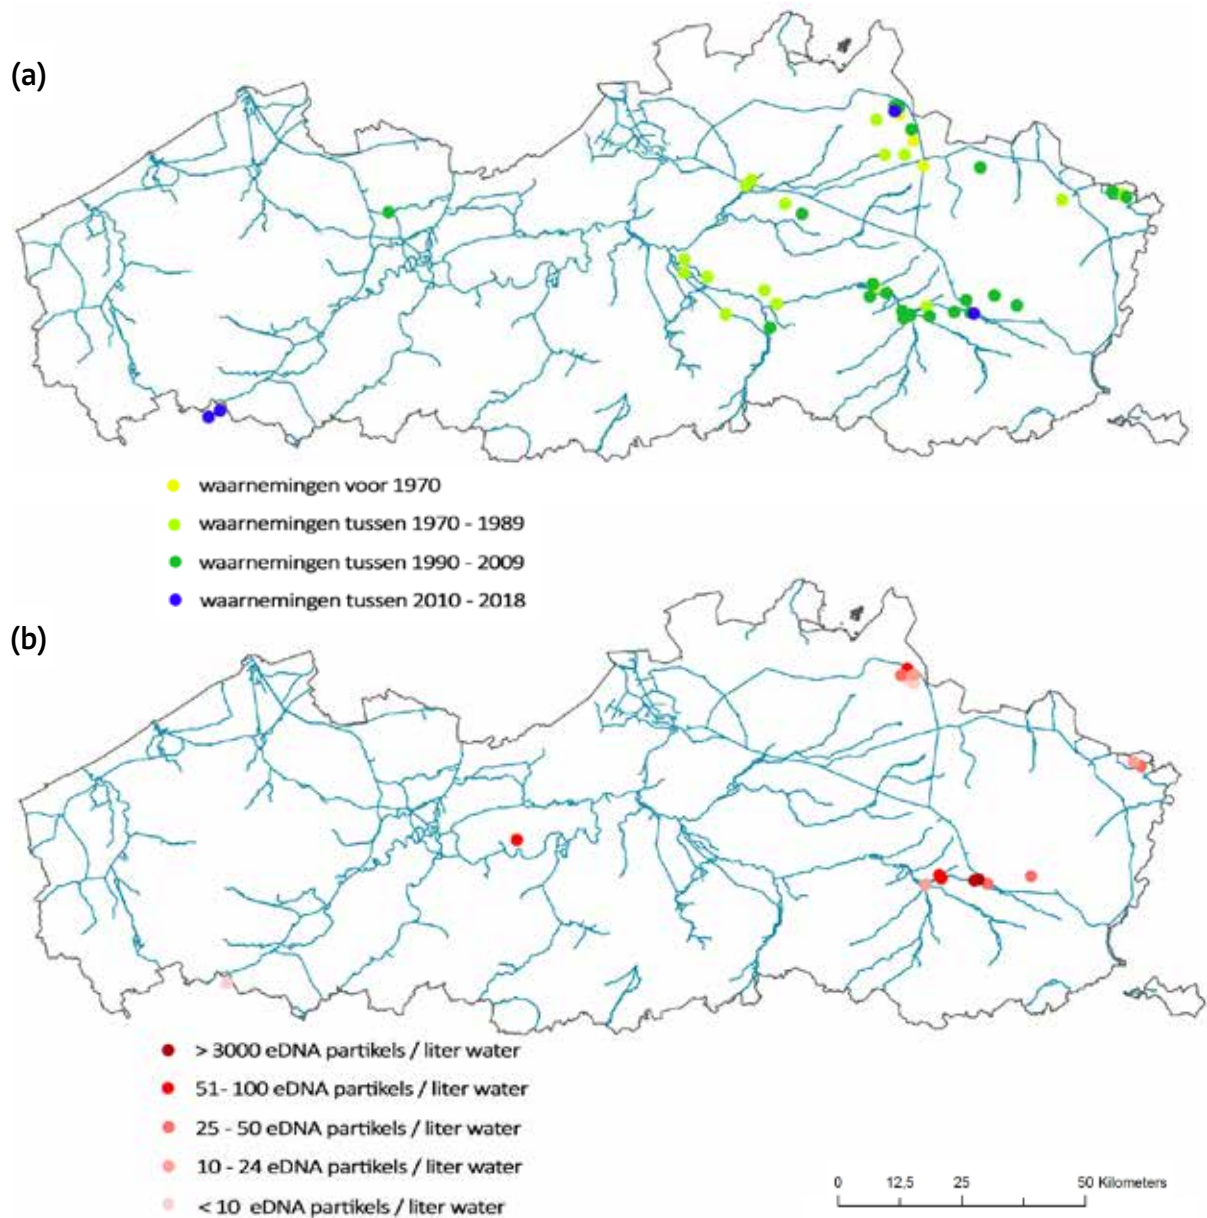 (a)
waarnemingen voor 1970
waarnemingen tussen 1970 - 1989
waarnemingen tussen 1990 - 2009
waarnemingen tussen 2010 - 2018
(b)
> 3000 eDNA partikels / liter water
51- 100 eDNA partikels / liter water
25 - 50 eDNA partikels / liter water
10 - 24 eDNA partikels / liter water
< 10 eDNA partikels / liter water
0 12,5 25 50 Kilometers